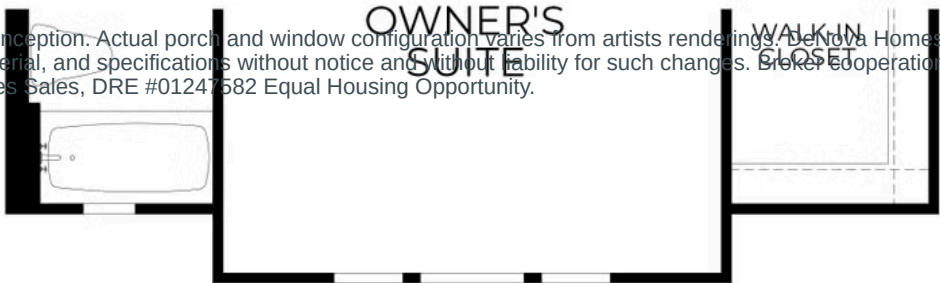 OWNER'S
SUITE
WALK-IN
CLOSET
nception. Actual porch and window configuration varies from artists renderings. DeNova Homes
erial, and specifications without notice and without liability for such changes. Broker cooperation
es Sales, DRE #01247582 Equal Housing Opportunity.